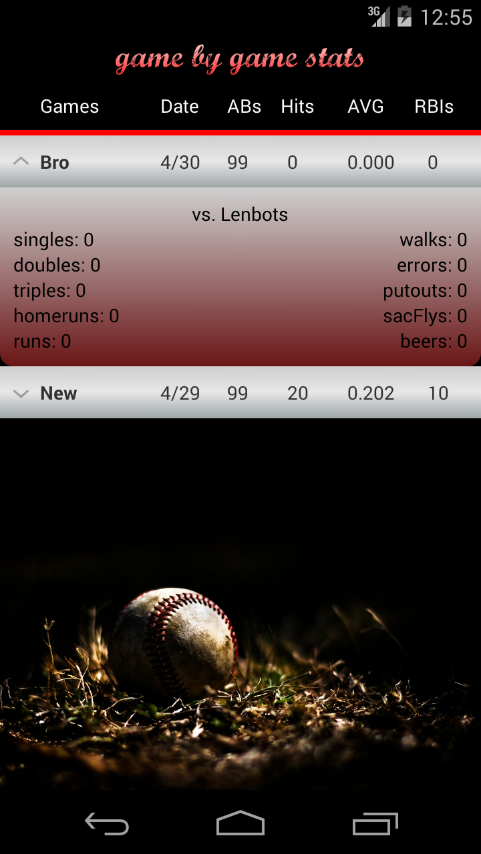 3G 12:55
game by game stats
Games Date ABs Hits AVG RBIs
Bro 4/30 99 0 0.000 0
vs. Lenbots
singles: 0 walks: 0
doubles: 0 errors: 0
triples: 0 putouts: 0
homeruns: 0 sacFlys: 0
runs: 0 beers: 0
New 4/29 99 20 0.202 10